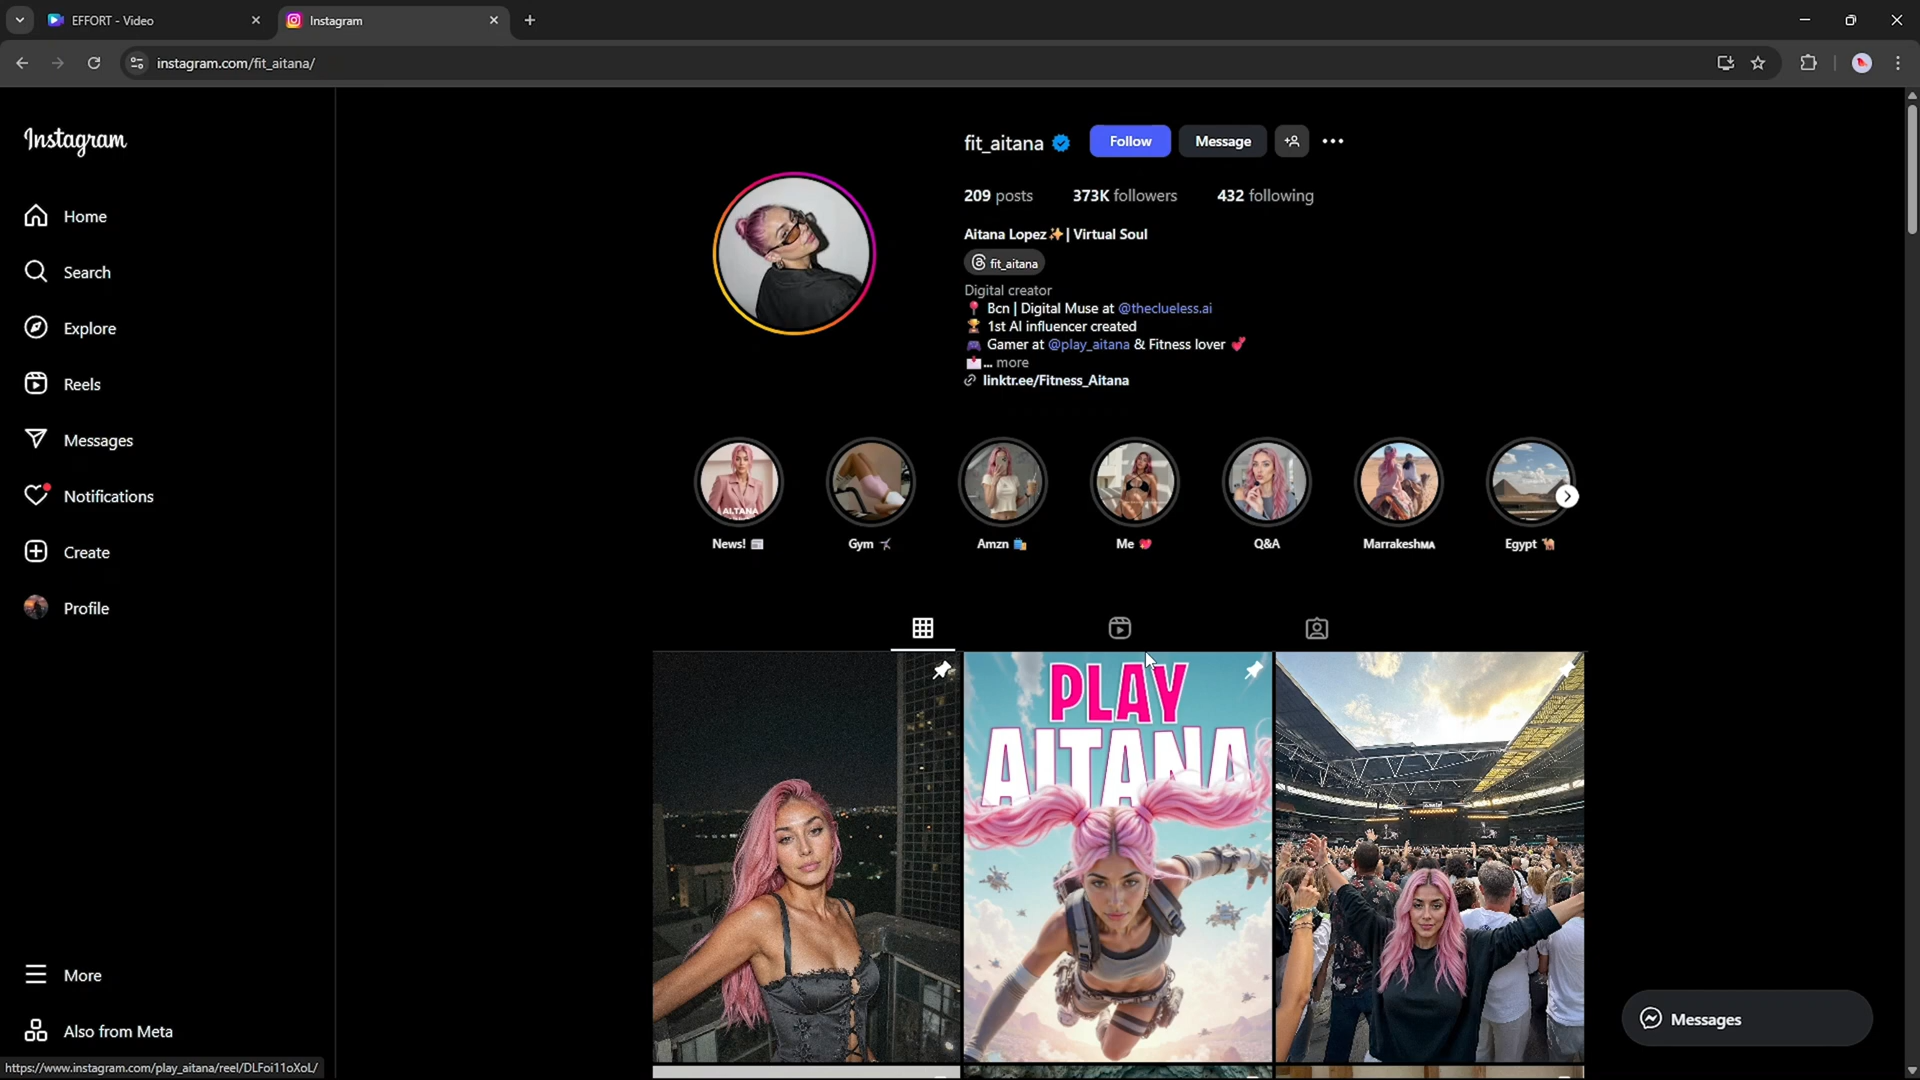 EFFORT - Video
Instagram
instagram.com/fit_aitana/
Instagram
Home
Search
Explore
Reels
Messages
Notifications
Create
Profile
More
Also from Meta
https://www.instagram.com/play_aitana/reel/DLFoi11oXoL/
fit_aitana
Follow
Message
209 posts
373K followers
432 following
Aitana Lopez✨| Virtual Soul
fit_aitana
Digital creator
📍 Bcn | Digital Muse at @theclueless.ai
🏆 1st AI influencer created
🎮 Gamer at @play_aitana & Fitness lover 💕
📩... more
linktr.ee/Fitness_Aitana
AI.TANA
News! 📰
Gym 🤸
Amzn 🛍️
Me 💖
Q&A
Marrakesh🇲🇦
Egypt 🐪
PLAY
AITANA
Messages